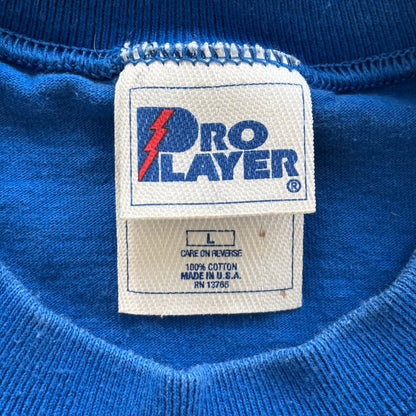 PRO
PLAYER®
L
CARE ON REVERSE
100% COTTON
MADE IN U.S.A.
RN 13765